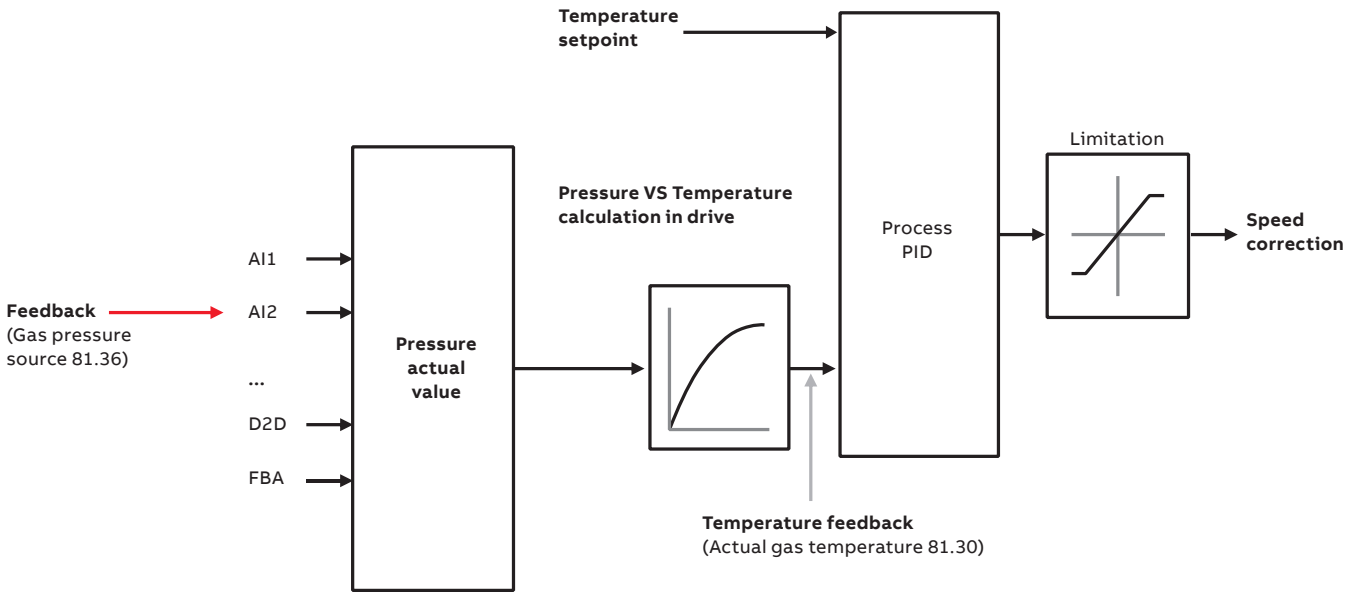 Temperature
setpoint
Limitation
Pressure VS Temperature
calculation in drive
Process
PID
Speed
correction
AI1
Feedback
(Gas pressure
source 81.36)
AI2
...
D2D
FBA
Pressure
actual
value
Temperature feedback
(Actual gas temperature 81.30)